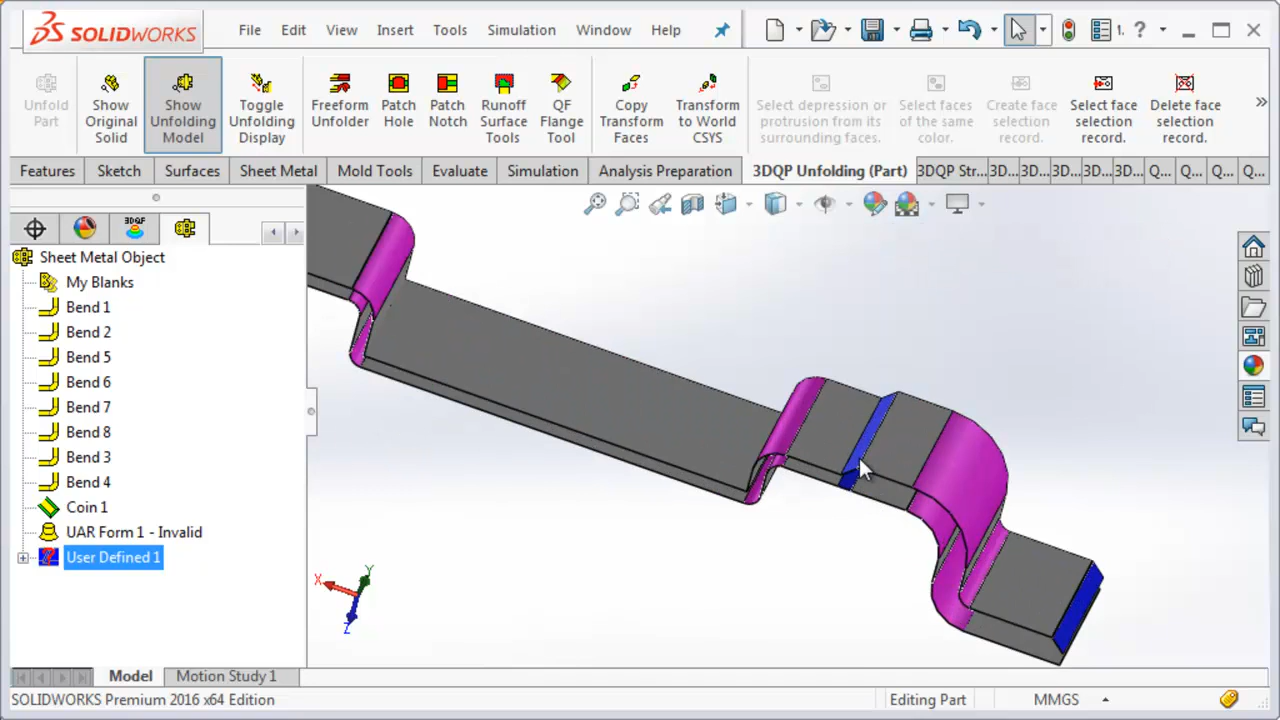 SOLIDWORKS File Edit View Insert Tools Simulation Window Help 1. ?
Unfold Part
Show Original Solid
Show Unfolding Model
Toggle Unfolding Display
Freeform Unfolder
Patch Hole
Patch Notch
Runoff Surface Tools
QF Flange Tool
Copy Transform Faces
Transform to World CSYS
Select depression or protrusion from its surrounding faces.
Select faces of the same color.
Create face selection record.
Select face selection record.
Delete face selection record.
Features Sketch Surfaces Sheet Metal Mold Tools Evaluate Simulation Analysis Preparation 3DQP Unfolding (Part) 3DQP Str... 3D... 3D... 3D... 3D... 3D... Q... Q... Q... Q...
Sheet Metal Object
My Blanks
Bend 1
Bend 2
Bend 5
Bend 6
Bend 7
Bend 8
Bend 3
Bend 4
Coin 1
UAR Form 1 - Invalid
User Defined 1
X Y Z
Model Motion Study 1
SOLIDWORKS Premium 2016 x64 Edition Editing Part MMGS